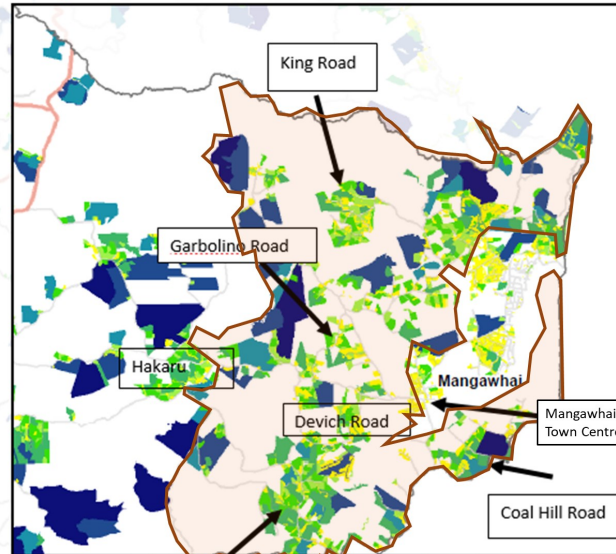 King Road
Garbolino Road
Hakaru
Mangawhai
Devich Road
Mangawhai
Town Centre
Coal Hill Road